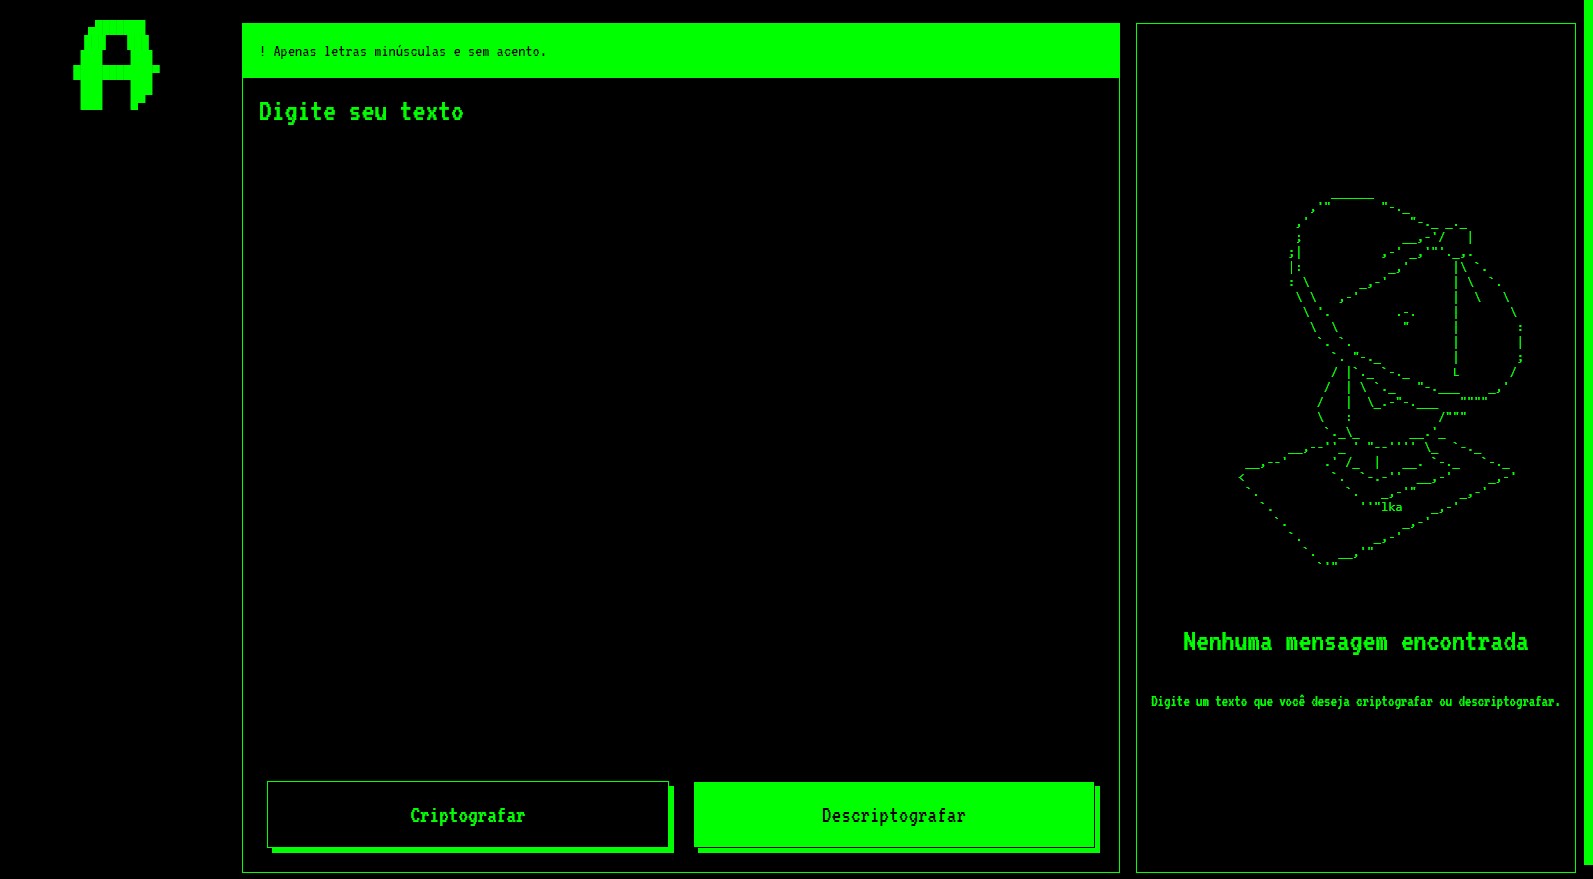 A
! Apenas letras minúsculas e sem acento.
Digite seu texto
Criptografar
Descriptografar
lka
Nenhuma mensagem encontrada
Digite um texto que você deseja criptografar ou descriptografar.